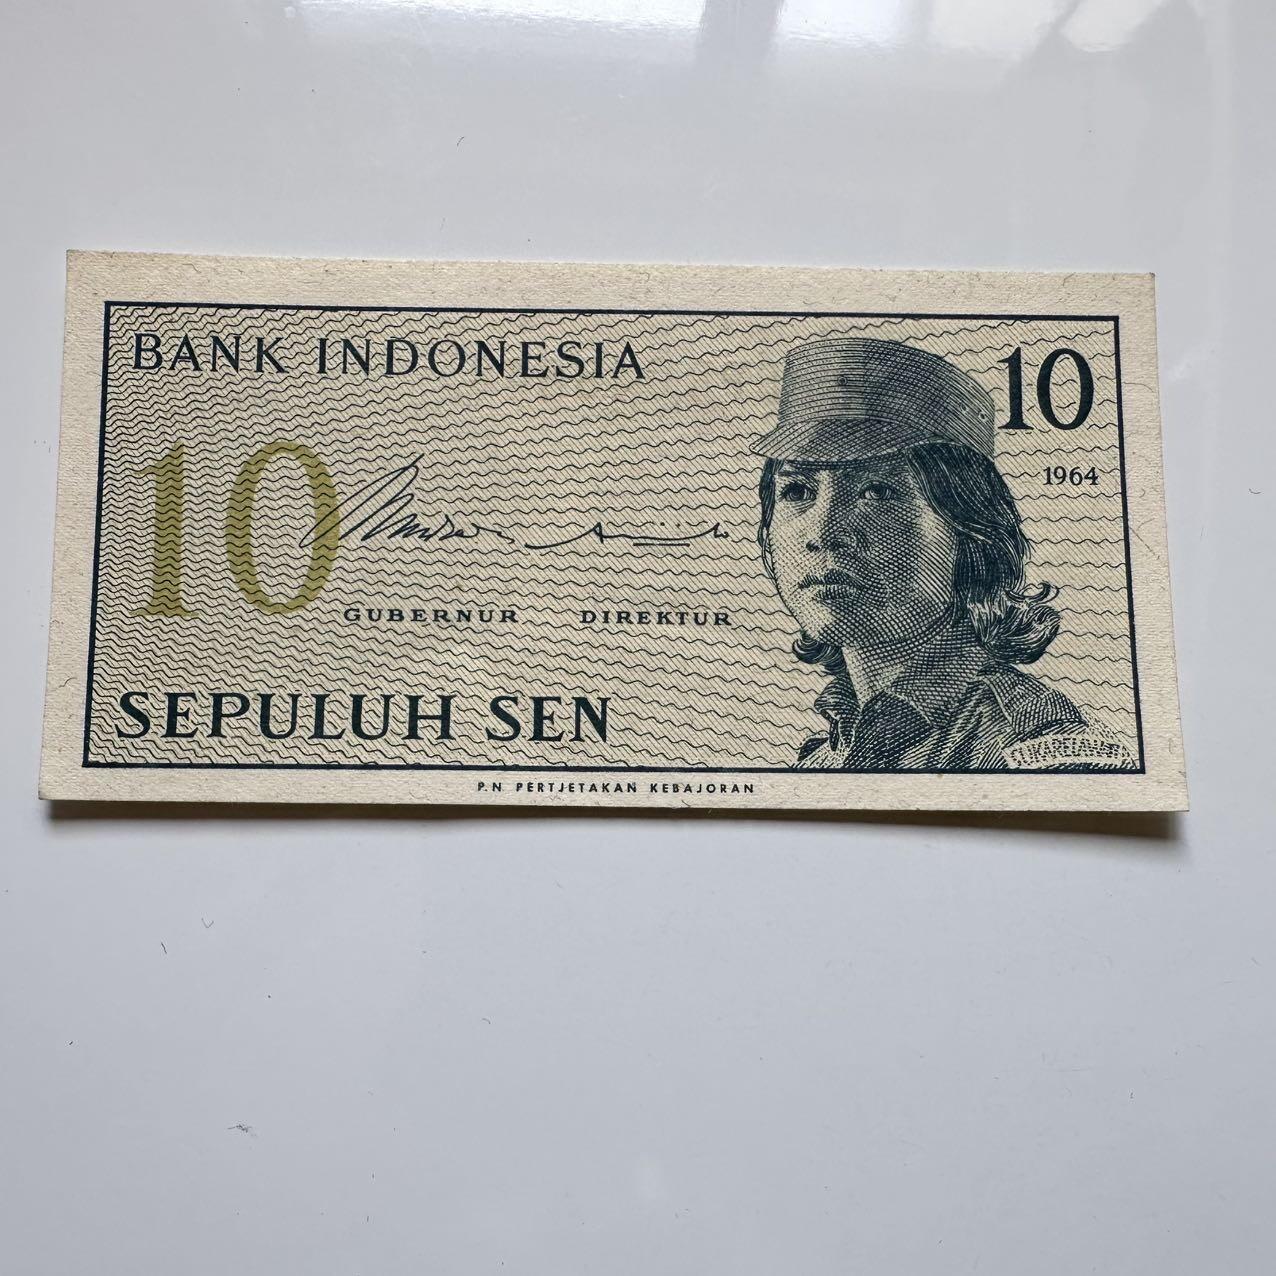 BANK INDONESIA
10
1964
10
GUBERNUR DIREKTUR
SEPULUH SEN
P.N PERTJETAKAN KEBAJORAN